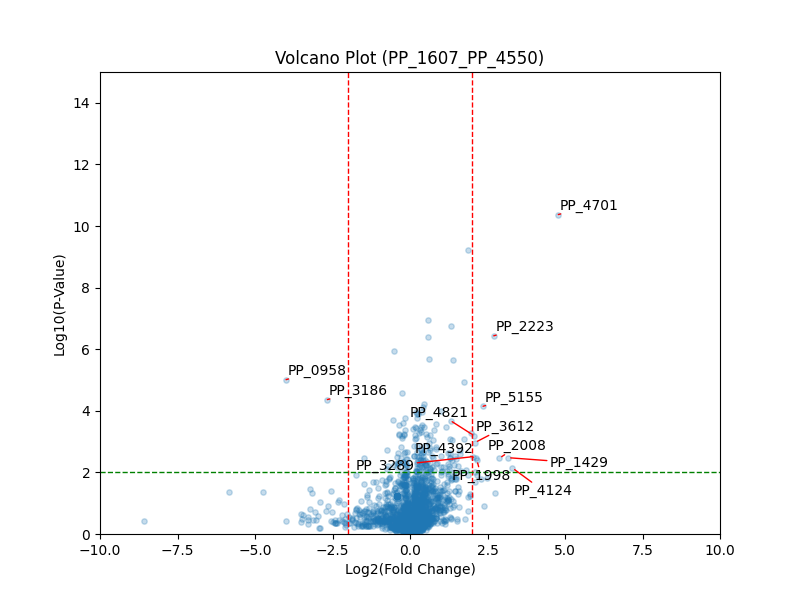 Volcano Plot (PP_1607_PP_4550)
Log10(P-Value)
14
12
10
8
6
4
2
0
PP_4701
PP_2223
PP_0958
PP_3186
PP_5155
PP_4821
PP_3612
PP_4392
PP_2008
PP_3289
PP_1429
PP_1998
PP_4124
−10.0
−7.5
−5.0
−2.5
0.0
2.5
5.0
7.5
10.0
Log2(Fold Change)